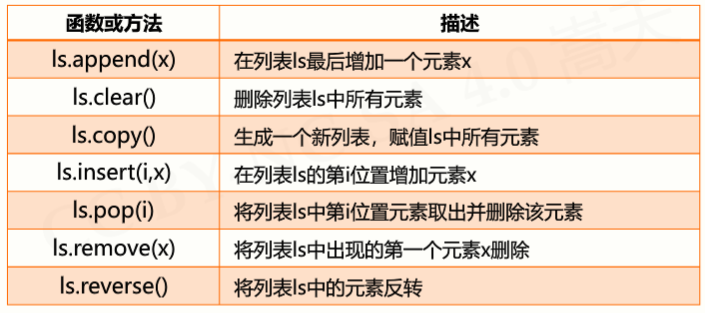 函数或方法 描述
ls.append(x) 在列表ls最后增加一个元素x
ls.clear() 删除列表ls中所有元素
ls.copy() 生成一个新列表，赋值ls中所有元素
ls.insert(i,x) 在列表ls的第i位置增加元素x
ls.pop(i) 将列表ls中第i位置元素取出并删除该元素
ls.remove(x) 将列表ls中出现的第一个元素x删除
ls.reverse() 将列表ls中的元素反转